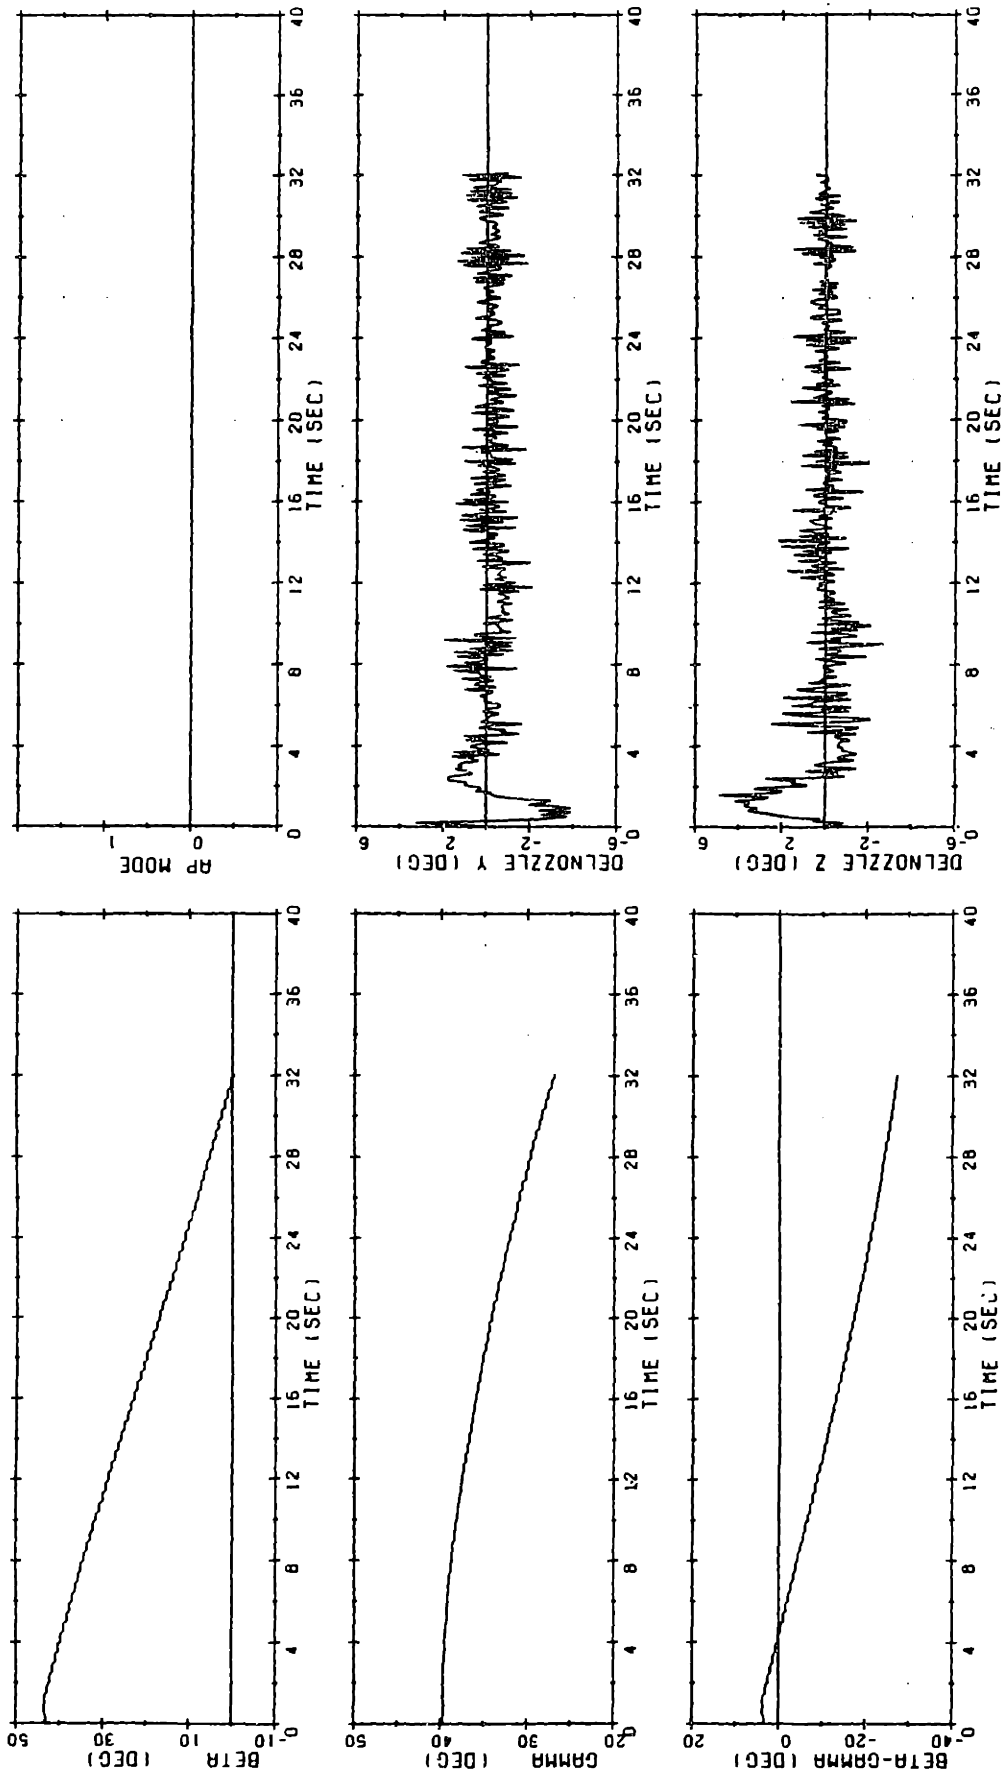 50
30
10
-10
BETA
(DEG)
0 4 8 12 16 20 24 28 32 36 40
TIME (SEC)
1
0
AP MODE
0 4 8 12 16 20 24 28 32 36 40
TIME (SEC)
50
40
30
20
GAMMA
(DEG)
0 4 8 12 16 20 24 28 32 36 40
TIME (SEC)
6
2
-2
-6
DELNOZZLE Y (DEG)
0 4 8 12 16 20 24 28 32 36 40
TIME (SEC)
20
0
-20
-40
BETA-GAMMA (DEG)
0 4 8 12 16 20 24 28 32 36 40
TIME (SEC)
6
2
-2
-6
DELNOZZLE Z (DEG)
0 4 8 12 16 20 24 28 32 36 40
TIME (SEC)